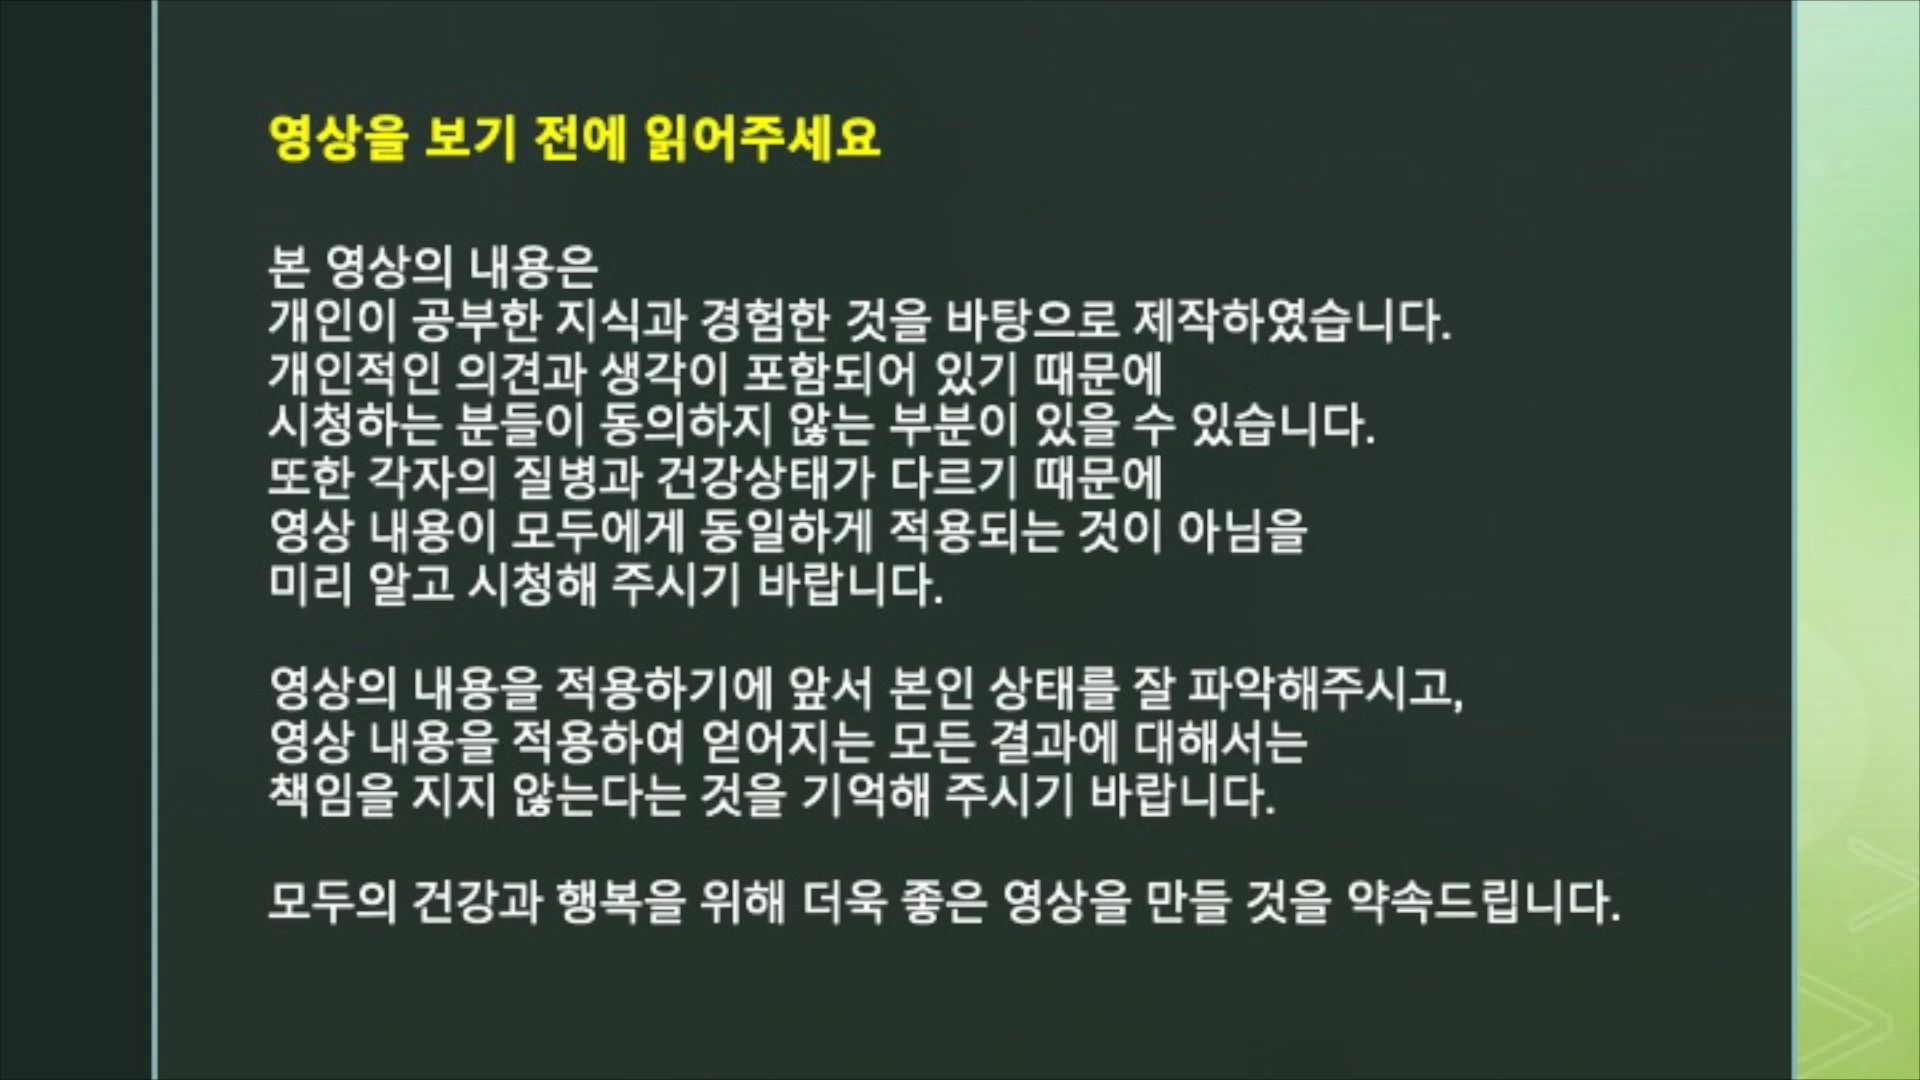 영상을 보기 전에 읽어주세요
본 영상의 내용은
개인이 공부한 지식과 경험한 것을 바탕으로 제작하였습니다.
개인적인 의견과 생각이 포함되어 있기 때문에
시청하는 분들이 동의하지 않는 부분이 있을 수 있습니다.
또한 각자의 질병과 건강상태가 다르기 때문에
영상 내용이 모두에게 동일하게 적용되는 것이 아님을
미리 알고 시청해 주시기 바랍니다.
영상의 내용을 적용하기에 앞서 본인 상태를 잘 파악해주시고,
영상 내용을 적용하여 얻어지는 모든 결과에 대해서는
책임을 지지 않는다는 것을 기억해 주시기 바랍니다.
모두의 건강과 행복을 위해 더욱 좋은 영상을 만들 것을 약속드립니다.